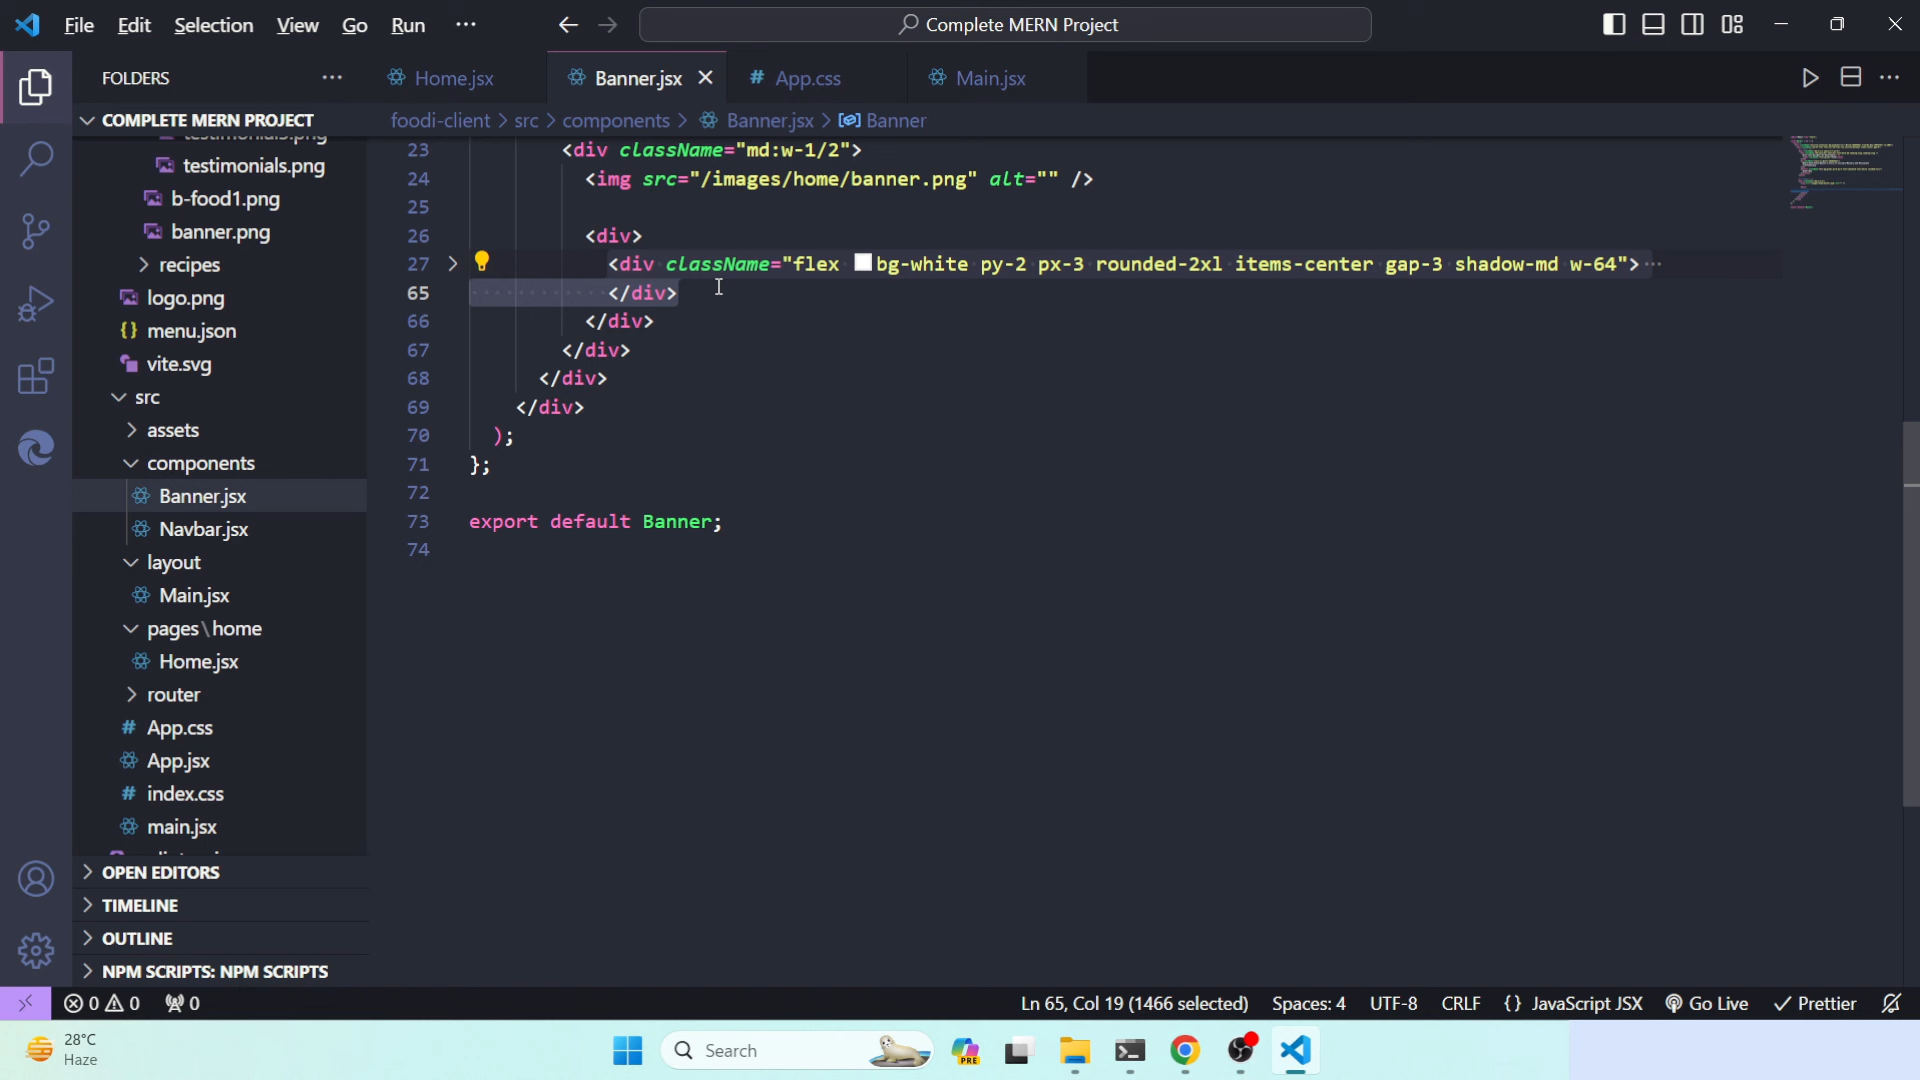 File Edit Selection View Go Run ···
Complete MERN Project
FOLDERS ···
COMPLETE MERN PROJECT
testimonials.png
b-food1.png
banner.png
recipes
logo.png
{} menu.json
vite.svg
src
assets
components
Banner.jsx
Navbar.jsx
layout
Main.jsx
pages\home
Home.jsx
router
# App.css
App.jsx
# index.css
main.jsx
OPEN EDITORS
TIMELINE
OUTLINE
NPM SCRIPTS: NPM SCRIPTS
Home.jsx Banner.jsx # App.css Main.jsx
foodi-client > src > components > Banner.jsx > Banner
23 <div className="md:w-1/2">
24 <img src="/images/home/banner.png" alt="" />
25
26 <div>
27 <div className="flex bg-white py-2 px-3 rounded-2xl items-center gap-3 shadow-md w-64">···
65 </div>
66 </div>
67 </div>
68 </div>
69 </div>
70 );
71 };
72
73 export default Banner;
74
0 0 0 Ln 65, Col 19 (1466 selected) Spaces: 4 UTF-8 CRLF {} JavaScript JSX Go Live Prettier
28°C
Haze
Search
PRE